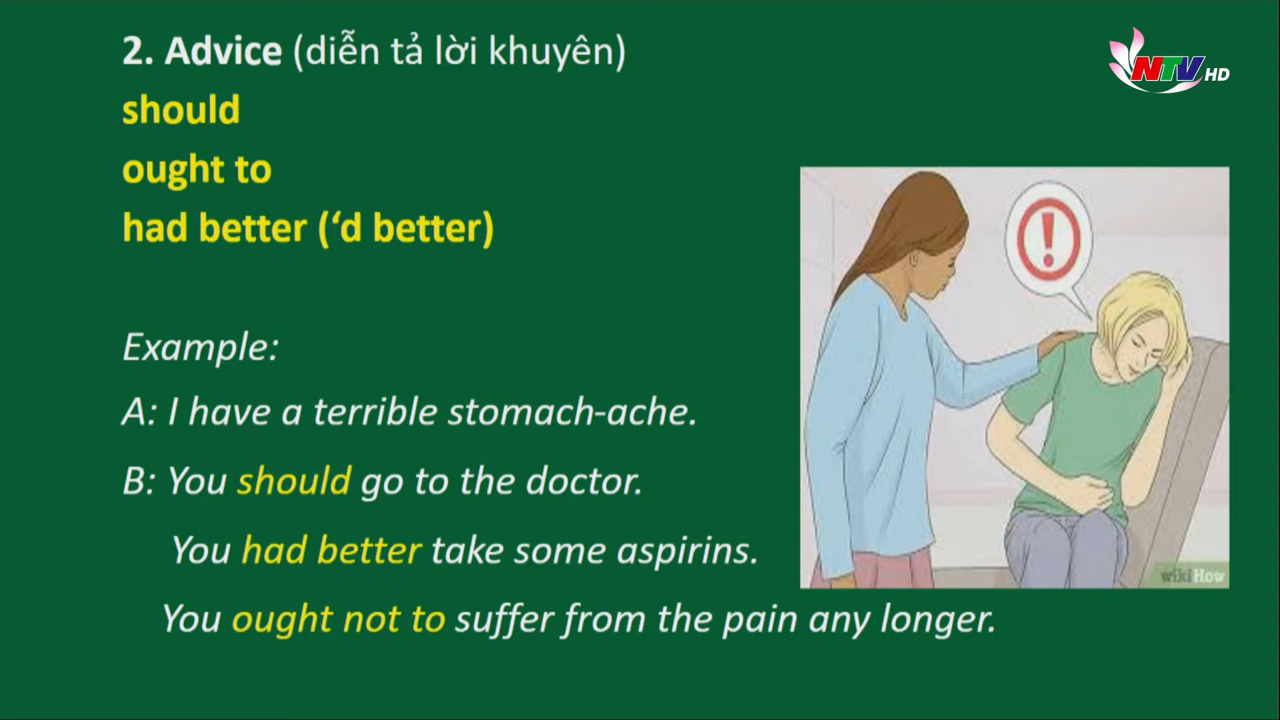 2. Advice (diễn tả lời khuyên)
should
ought to
had better (‘d better)
Example:
A: I have a terrible stomach-ache.
B: You should go to the doctor.
You had better take some aspirins.
You ought not to suffer from the pain any longer.
NTV HD
!
wikiHow